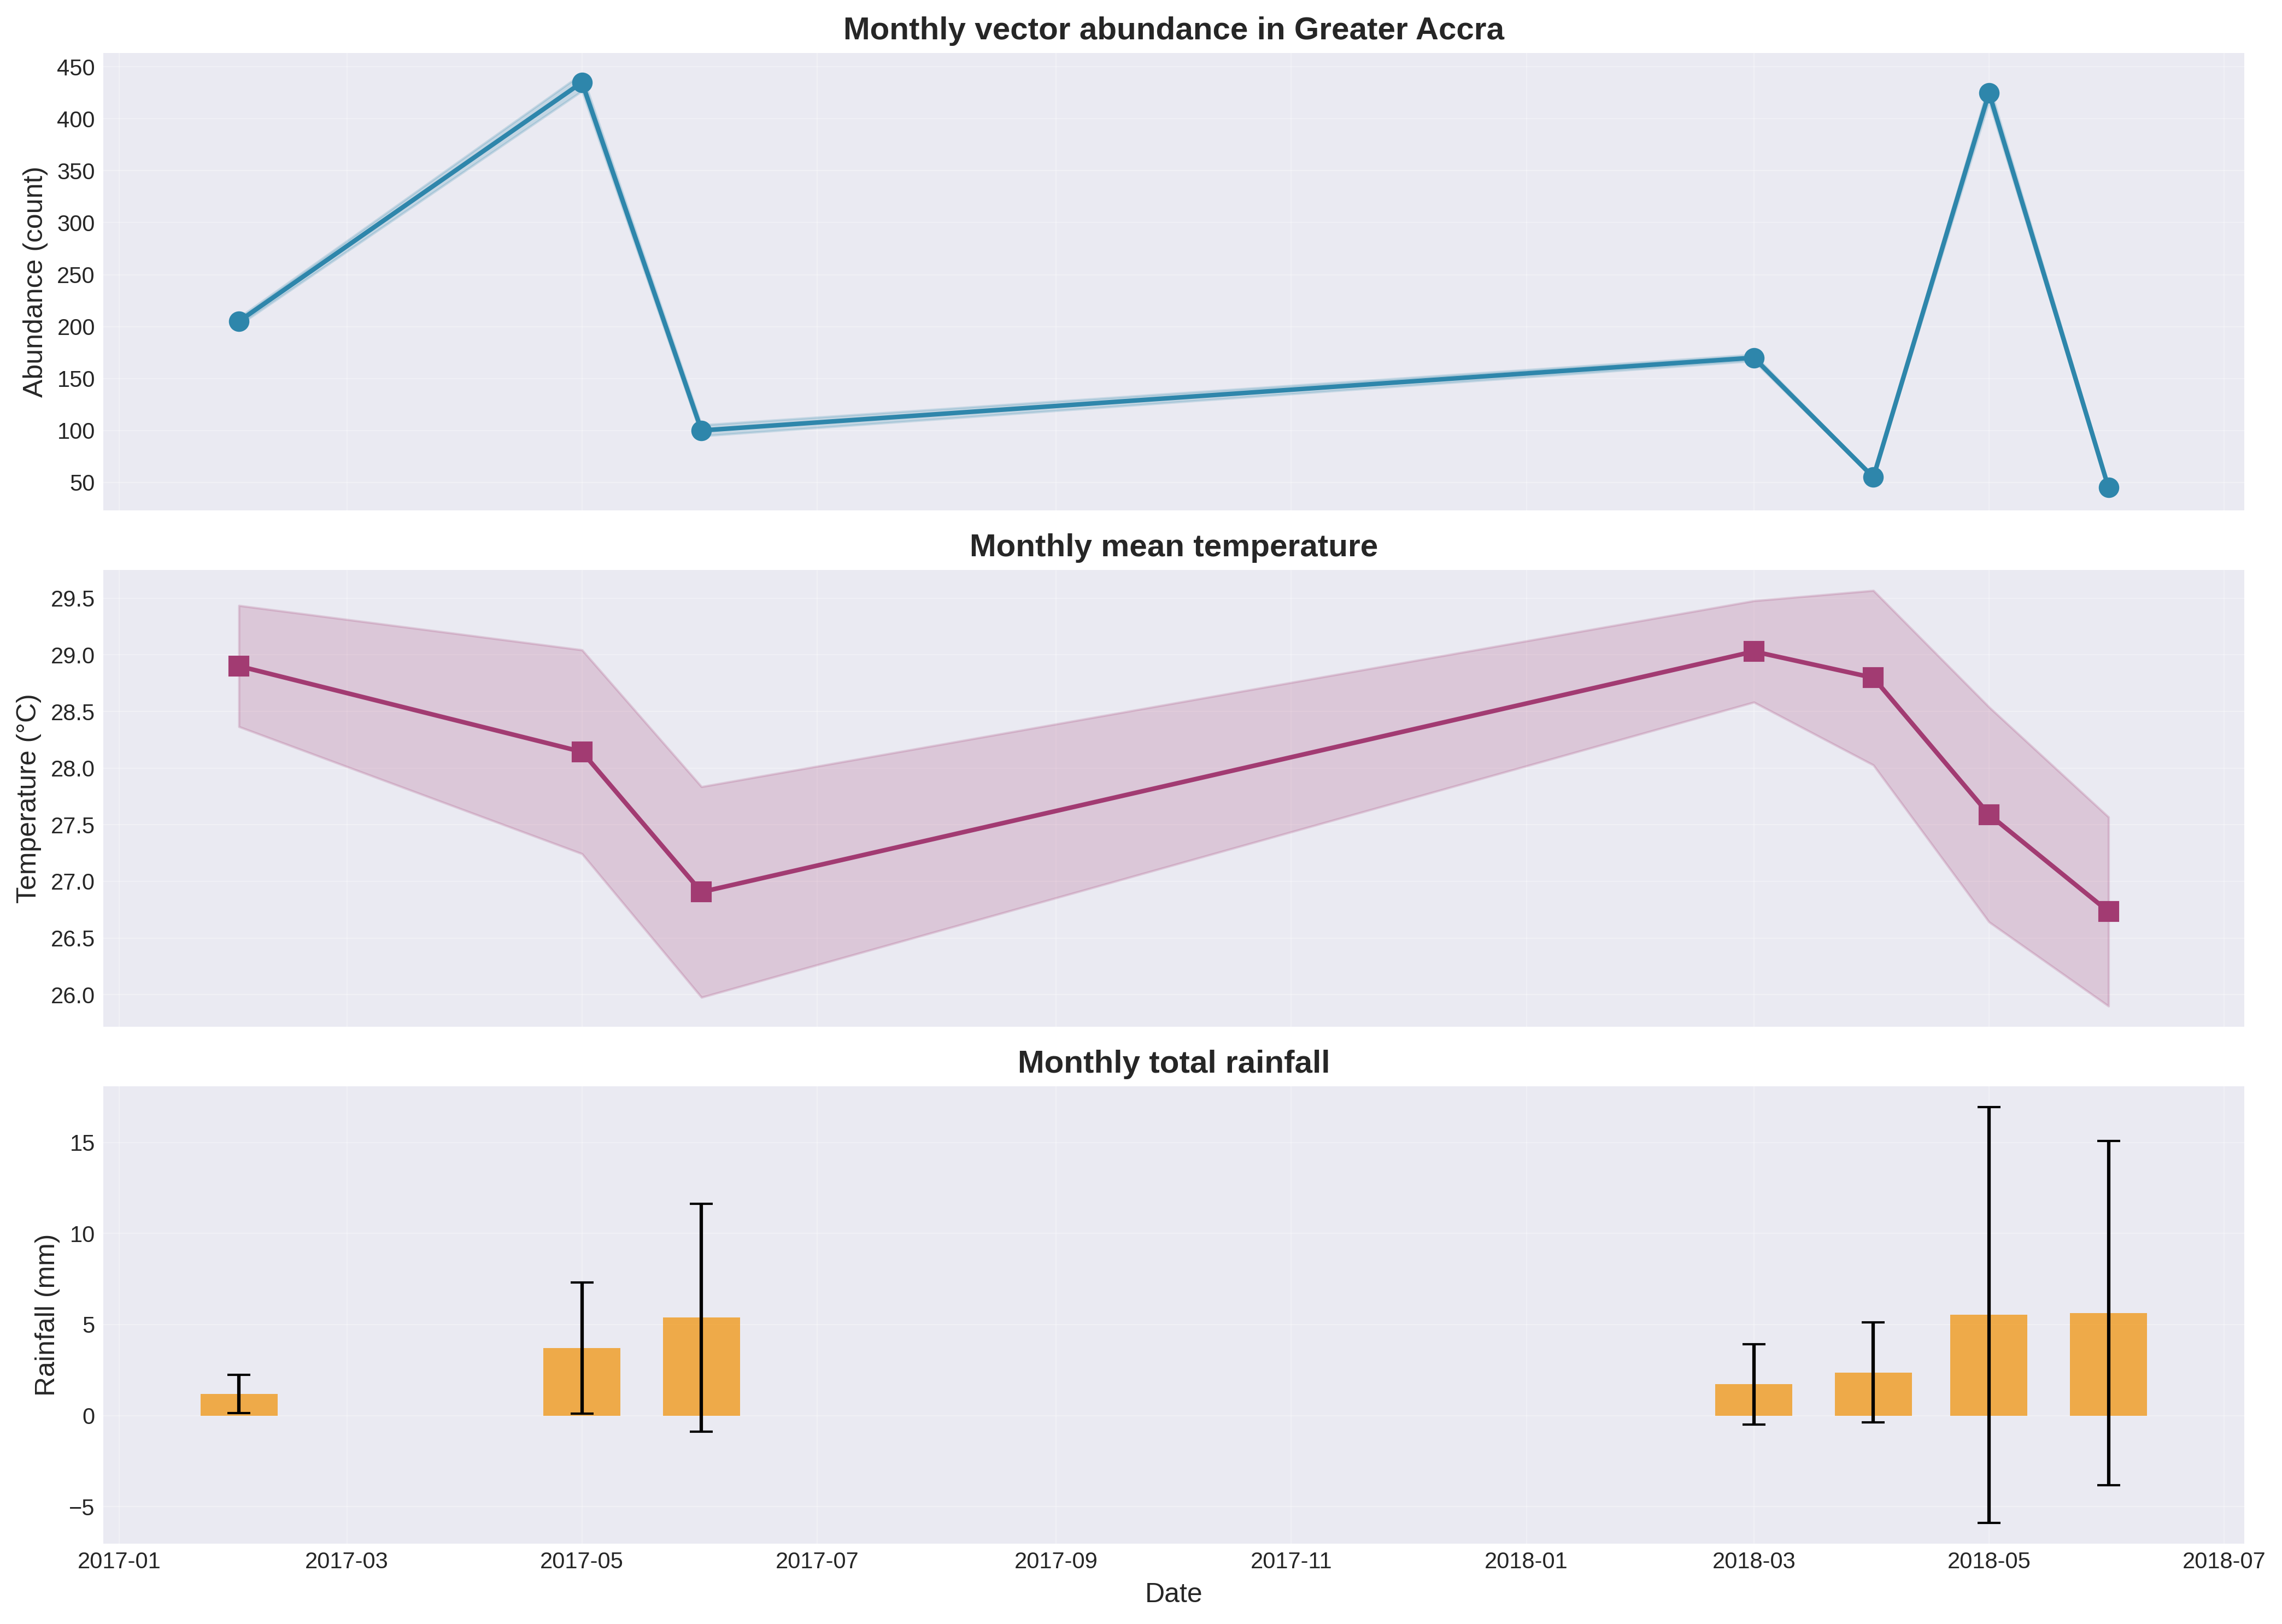 Monthly vector abundance in Greater Accra
450
400
350
300
250
200
150
100
50
Abundance (count)
Monthly mean temperature
29.5
29.0
28.5
28.0
27.5
27.0
26.5
26.0
Temperature (°C)
Monthly total rainfall
15
10
5
0
−5
Rainfall (mm)
2017-01 2017-03 2017-05 2017-07 2017-09 2017-11 2018-01 2018-03 2018-05 2018-07
Date